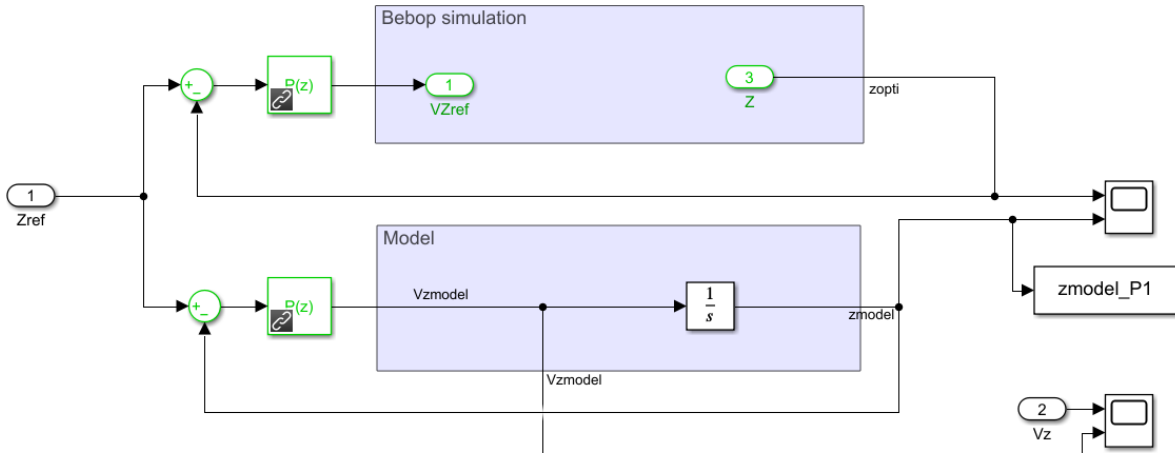 Bebop simulation
+
−
P(z)
1
VZref
3
Z
zopti
1
Zref
Model
+
−
P(z)
Vzmodel
1
s
zmodel
zmodel_P1
Vzmodel
2
Vz